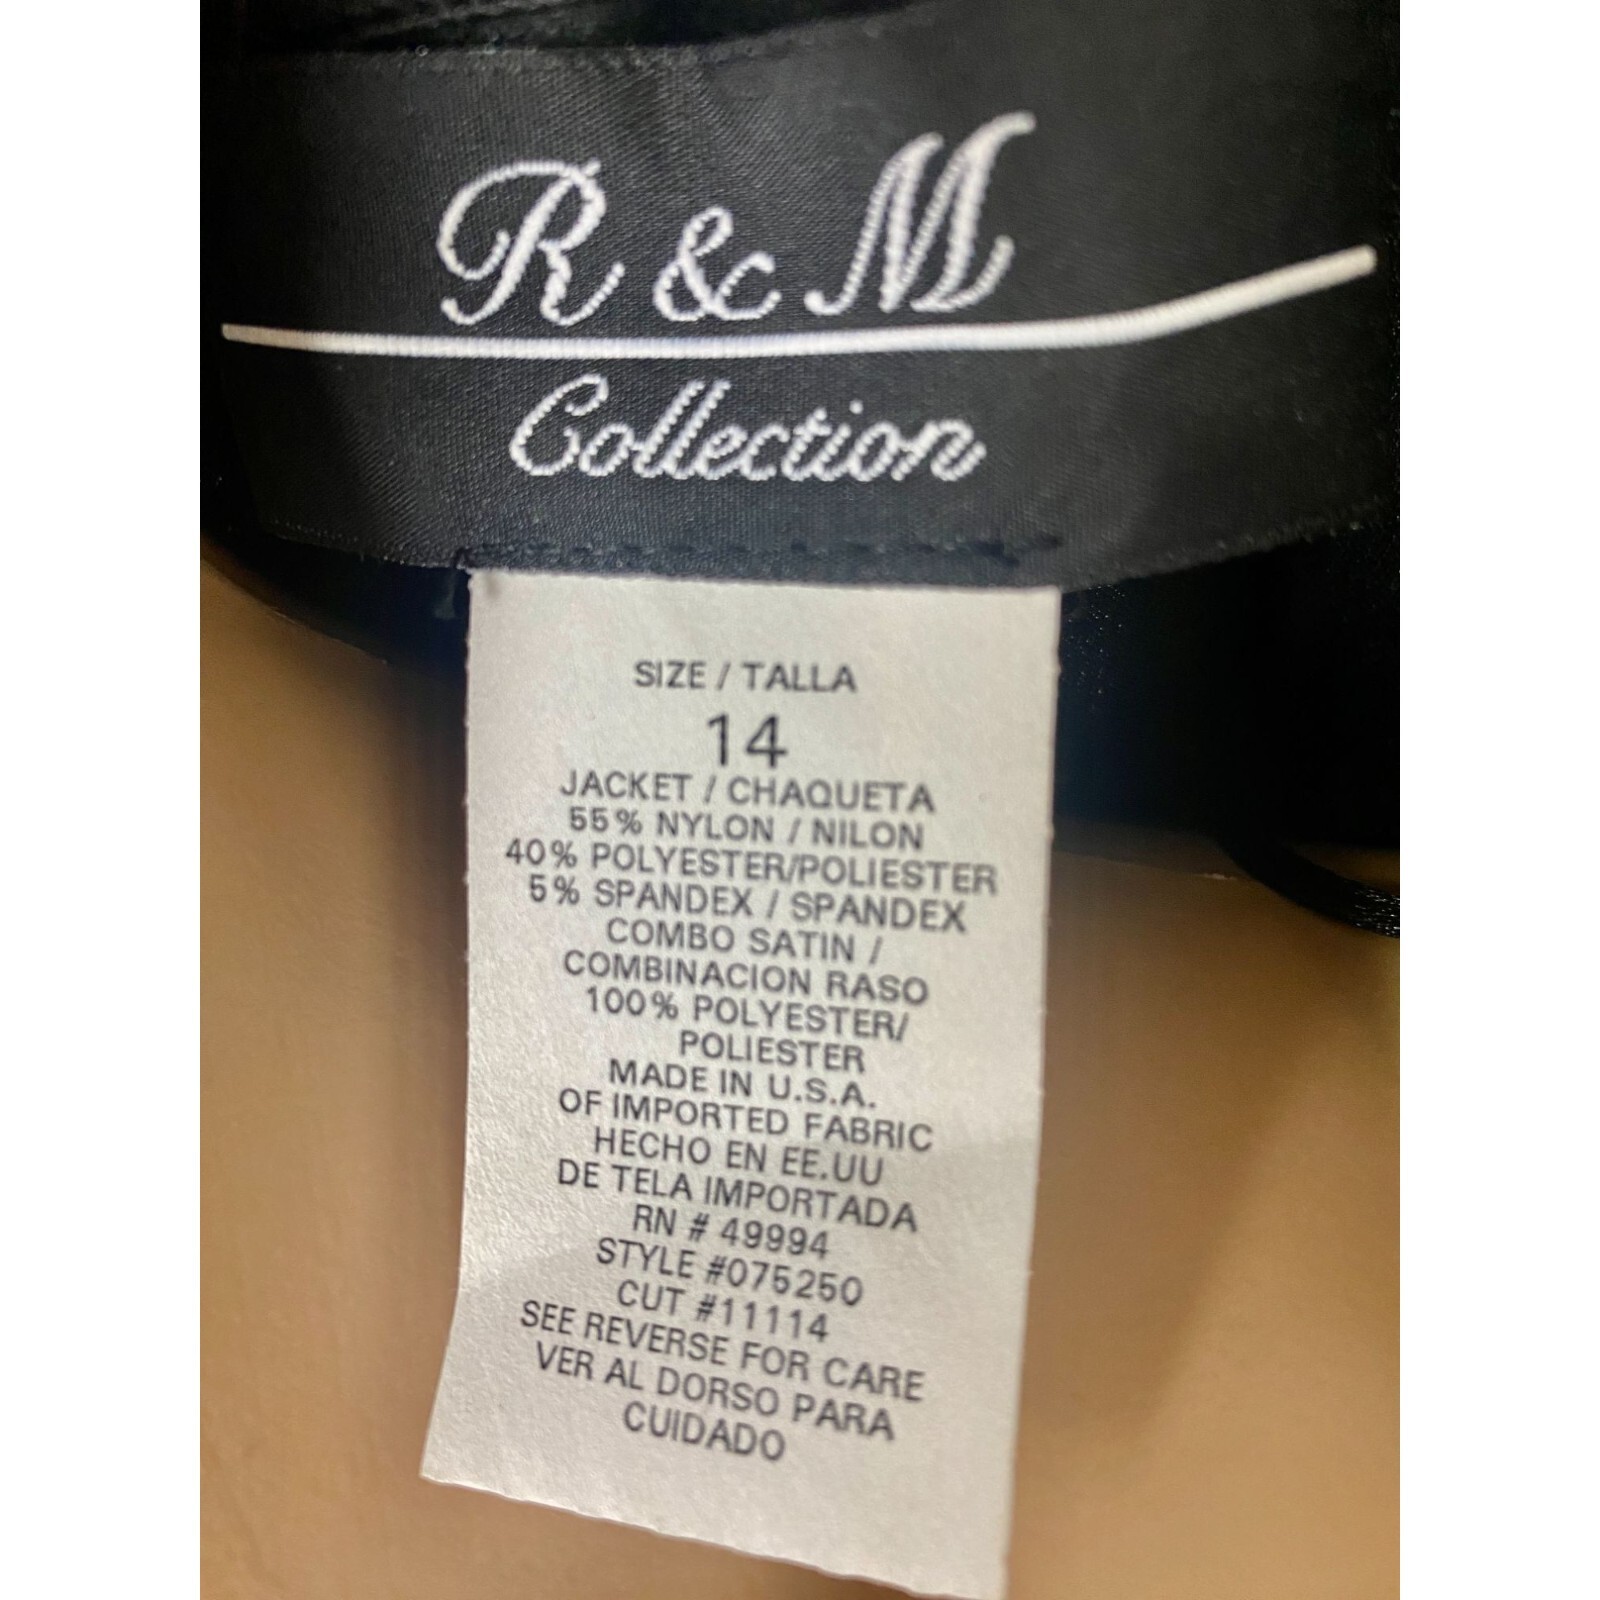 R & M
Collection
SIZE / TALLA
14
JACKET / CHAQUETA
55% NYLON / NILON
40% POLYESTER/POLIESTER
5% SPANDEX / SPANDEX
COMBO SATIN /
COMBINACION RASO
100% POLYESTER/
POLIESTER
MADE IN U.S.A.
OF IMPORTED FABRIC
HECHO EN EE.UU
DE TELA IMPORTADA
RN # 49994
STYLE #075250
CUT #11114
SEE REVERSE FOR CARE
VER AL DORSO PARA
CUIDADO